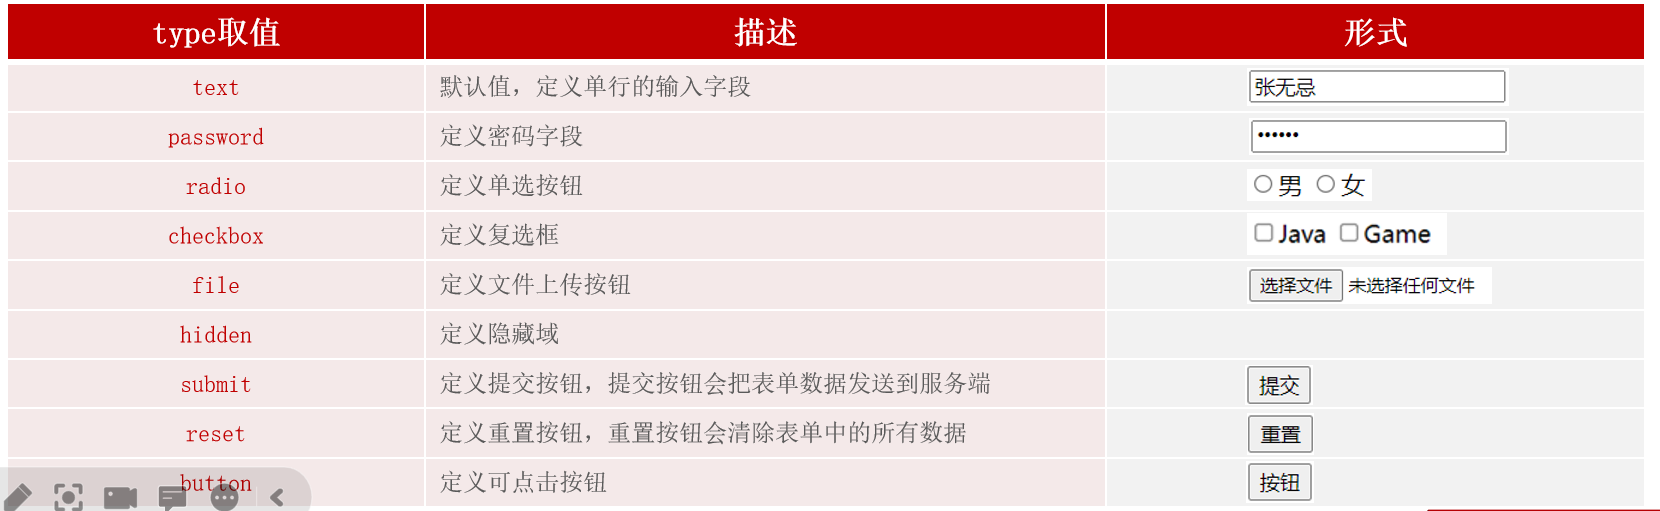 type取值 描述 形式
text 默认值，定义单行的输入字段 张无忌
password 定义密码字段 ••••••
radio 定义单选按钮 男 女
checkbox 定义复选框 Java Game
file 定义文件上传按钮 选择文件 未选择任何文件
hidden 定义隐藏域
submit 定义提交按钮，提交按钮会把表单数据发送到服务端 提交
reset 定义重置按钮，重置按钮会清除表单中的所有数据 重置
button 定义可点击按钮 按钮